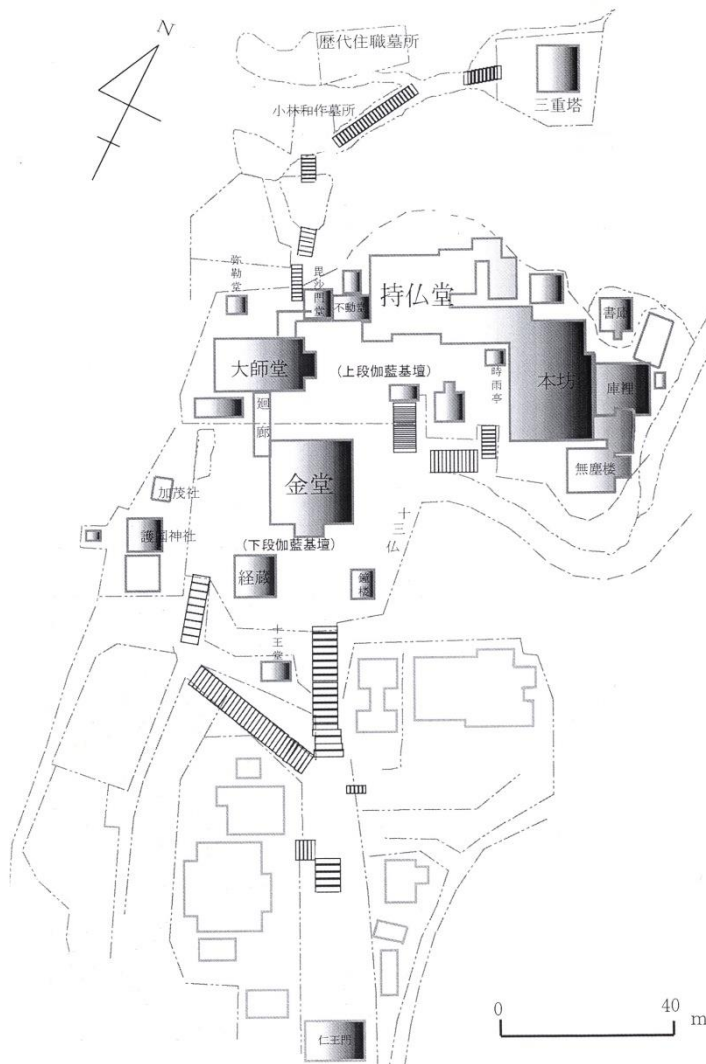 N
歴代住職墓所
三重塔
小林和作墓所
弥勒堂
毘沙門堂
不動堂
持仏堂
書庫
大師堂
(上段伽藍基壇)
時雨亭
本坊
庫裡
廻廊
無塵楼
金堂
加茂社
十三仏
護国神社
(下段伽藍基壇)
経蔵
鐘楼
十王堂
仁王門
0
40
m